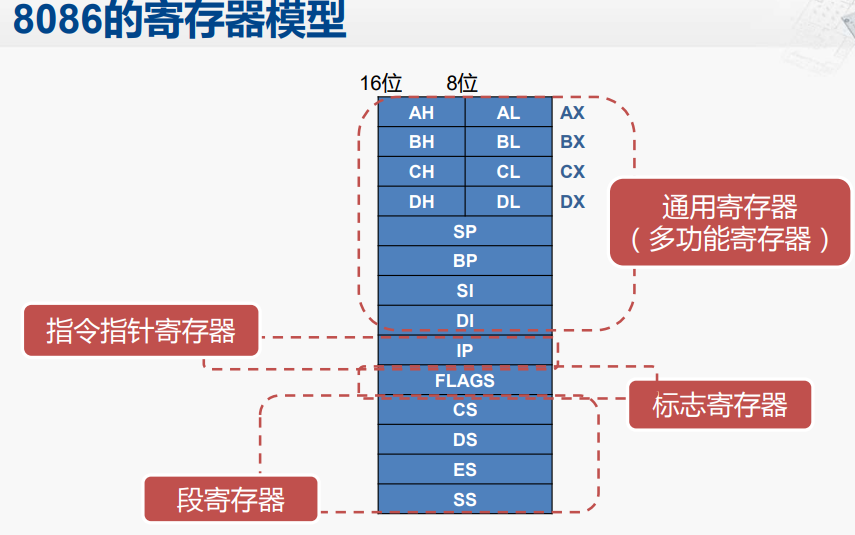 8086的寄存器模型
16位 8位
AH AL AX
BH BL BX
CH CL CX
DH DL DX
SP
BP
SI
DI
IP
FLAGS
CS
DS
ES
SS
通用寄存器
（多功能寄存器）
指令指针寄存器
标志寄存器
段寄存器